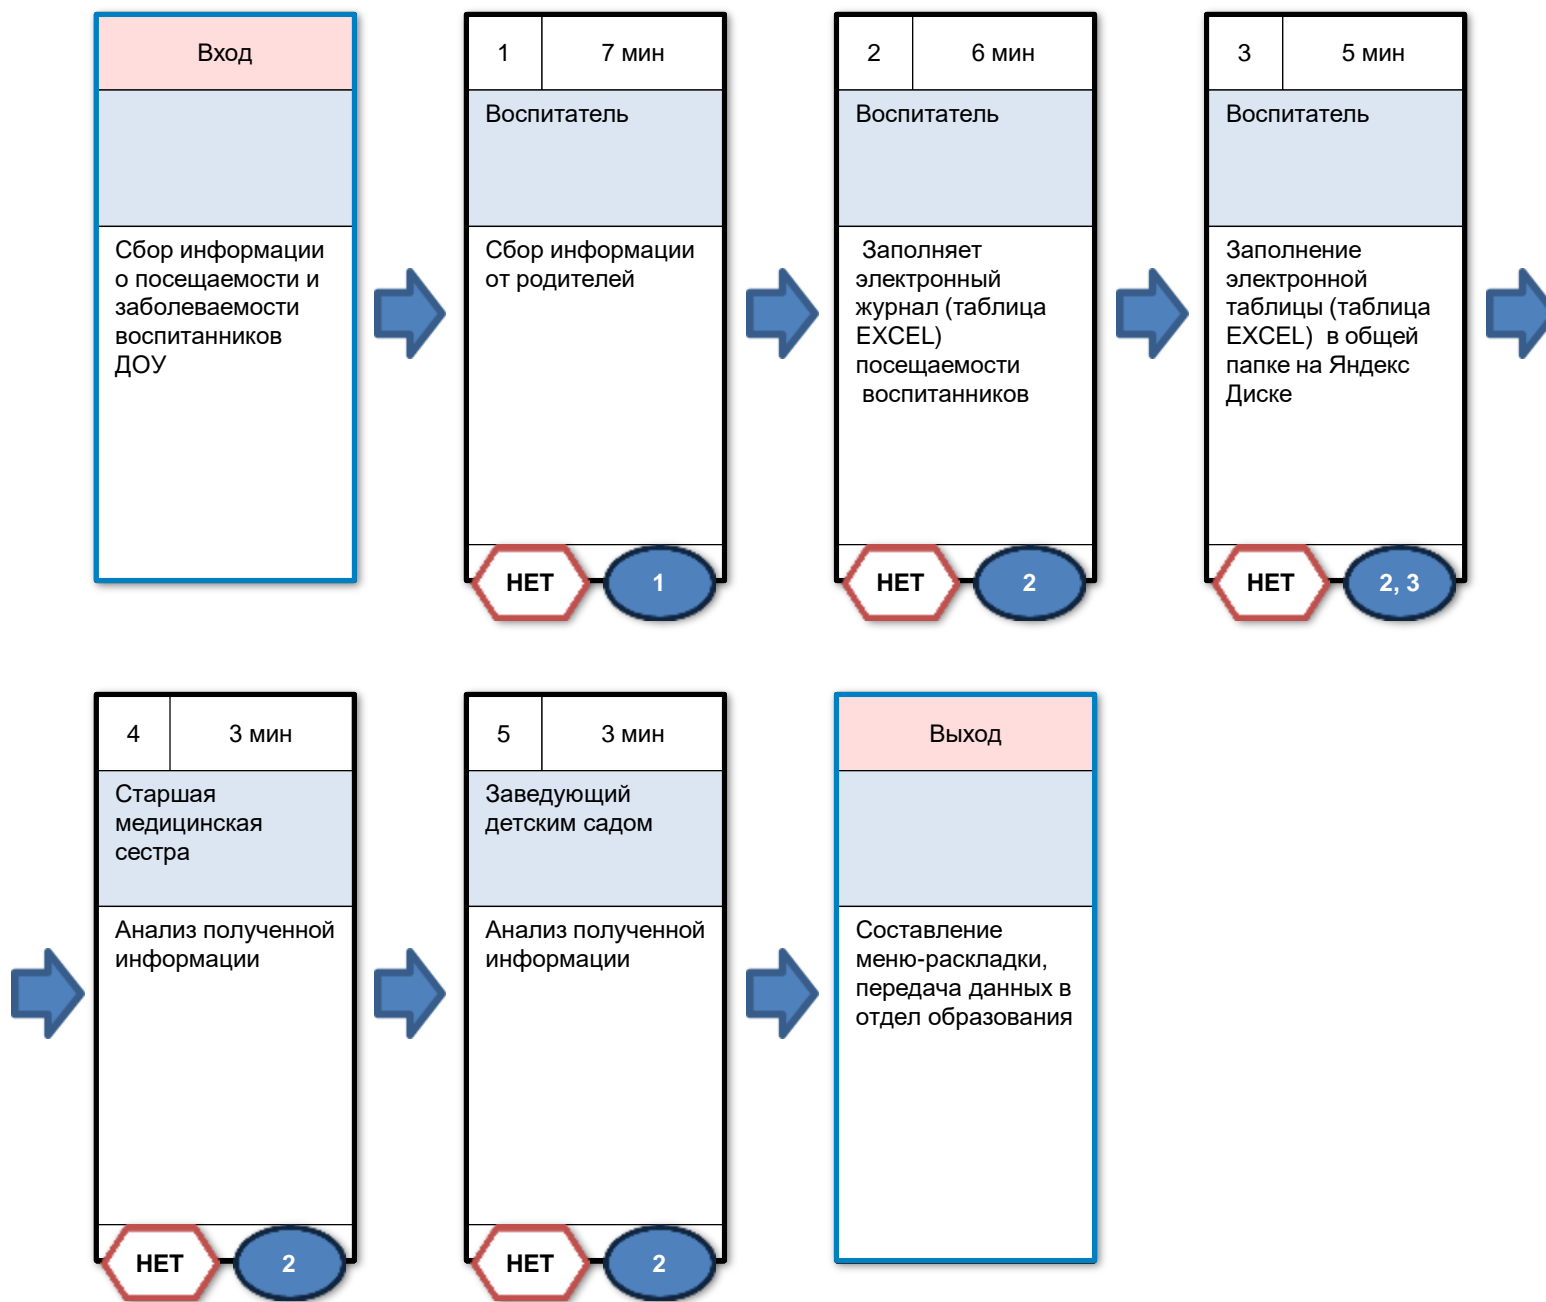 Вход
Сбор информации
о посещаемости и
заболеваемости
воспитанников
ДОУ
1
7 мин
Воспитатель
Сбор информации
от родителей
НЕТ
1
2
6 мин
Воспитатель
Заполняет
электронный
журнал (таблица
EXCEL)
посещаемости
воспитанников
НЕТ
2
3
5 мин
Воспитатель
Заполнение
электронной
таблицы (таблица
EXCEL) в общей
папке на Яндекс
Диске
НЕТ
2, 3
4
3 мин
Старшая
медицинская
сестра
Анализ полученной
информации
НЕТ
2
5
3 мин
Заведующий
детским садом
Анализ полученной
информации
НЕТ
2
Выход
Составление
меню-раскладки,
передача данных в
отдел образования